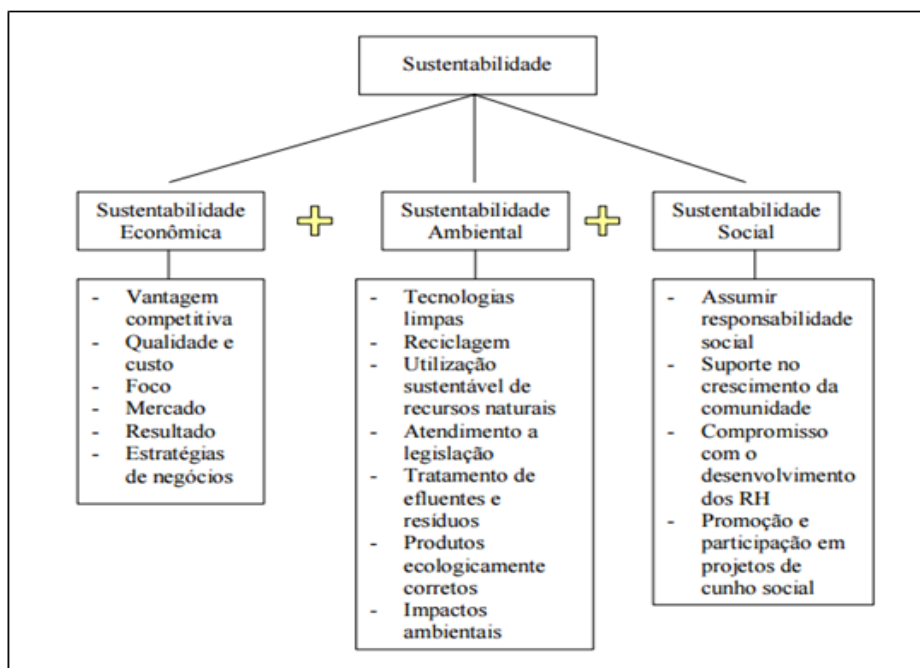 Sustentabilidade
Sustentabilidade
Econômica
Sustentabilidade
Ambiental
Sustentabilidade
Social
- Vantagem
competitiva
- Qualidade e
custo
- Foco
- Mercado
- Resultado
- Estratégias
de negócios
- Tecnologias
limpas
- Reciclagem
- Utilização
sustentável de
recursos naturais
- Atendimento a
legislação
- Tratamento de
efluentes e
resíduos
- Produtos
ecologicamente
corretos
- Impactos
ambientais
- Assumir
responsabilidade
social
- Suporte no
crescimento da
comunidade
- Compromisso
com o
desenvolvimento
dos RH
- Promoção e
participação em
projetos de
cunho social